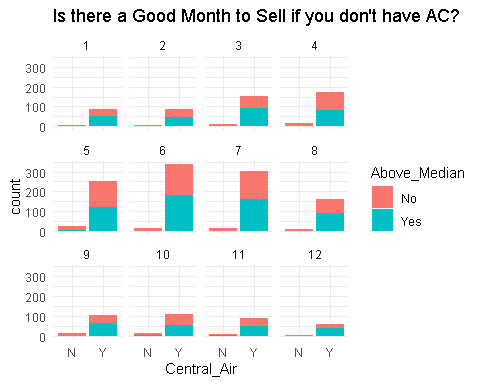 Is there a Good Month to Sell if you don't have AC?
1 2 3 4
300
200
100
0
5 6 7 8
300
200
100
0
9 10 11 12
300
200
100
0
N Y N Y N Y N Y
Central_Air
count
Above_Median
No
Yes